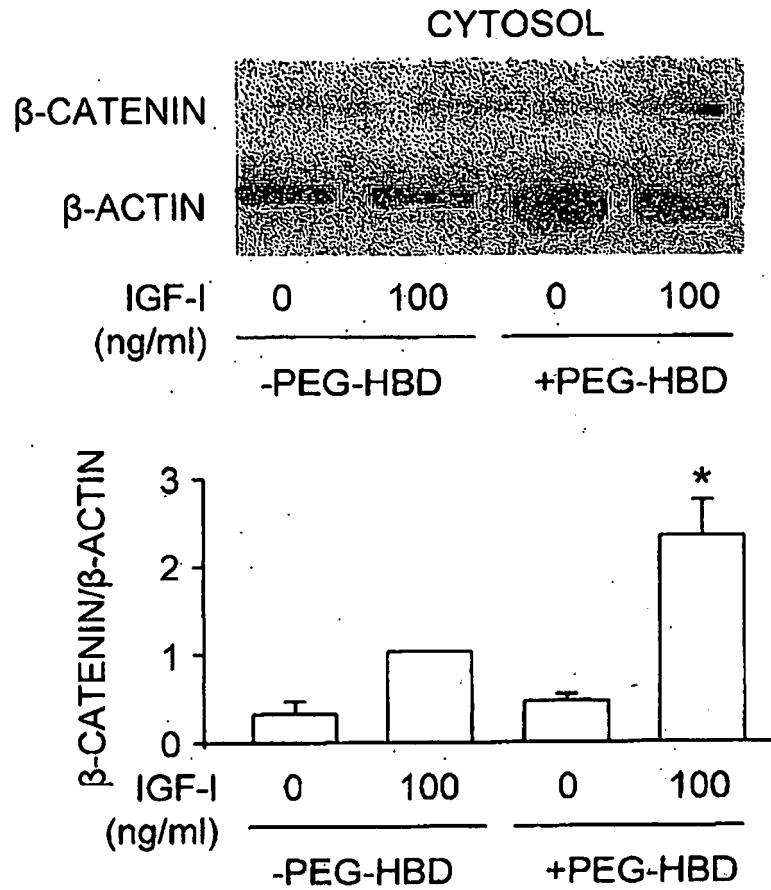 CYTOSOL
β-CATENIN
β-ACTIN
IGF-I 0 100 0 100
(ng/ml)
-PEG-HBD +PEG-HBD
β-CATENIN/β-ACTIN
3
*
2
1
0
IGF-I 0 100 0 100
(ng/ml)
-PEG-HBD +PEG-HBD